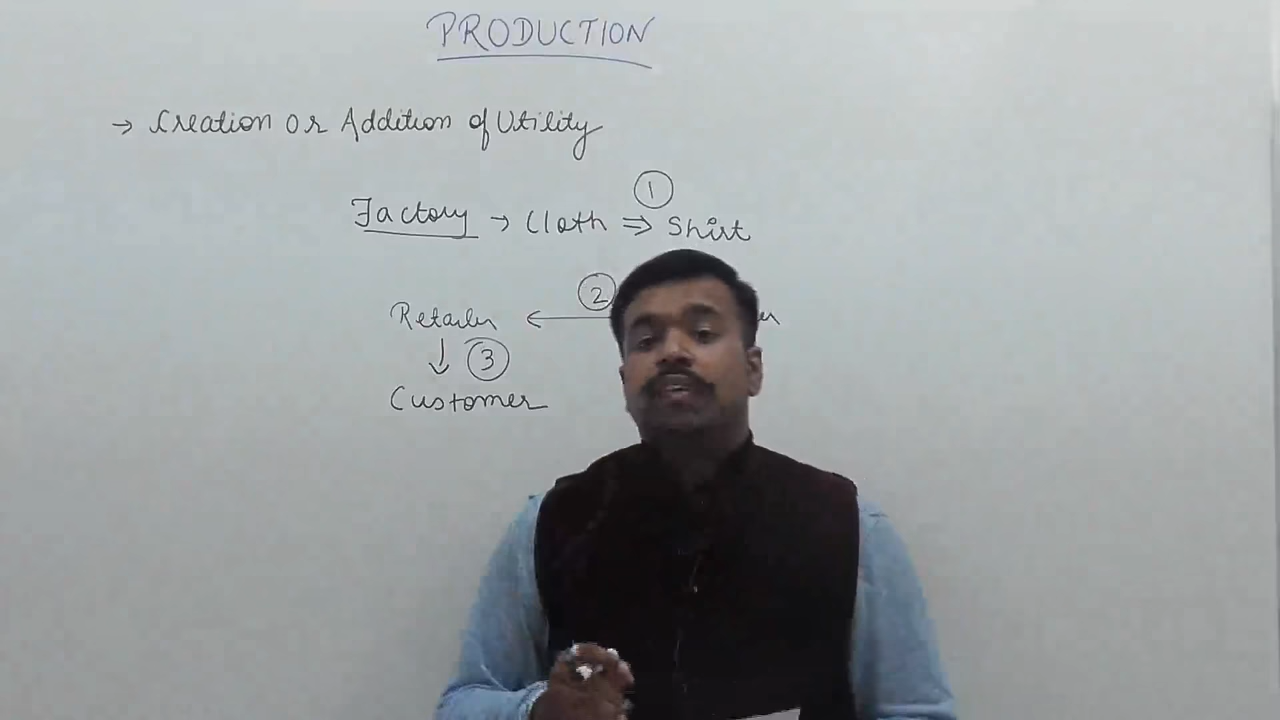 PRODUCTION
→ Creation or Addition of Utility
1
Factory → Cloth ⇒ Shirt
Retailer ← 2
↓ 3
Customer